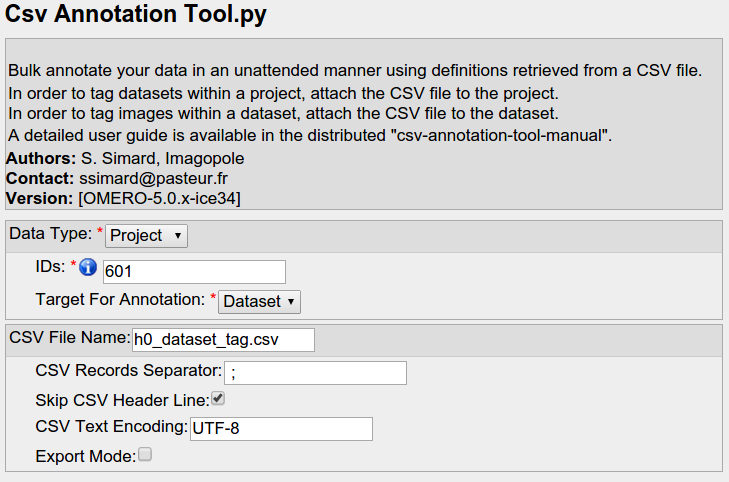 Csv Annotation Tool.py
Bulk annotate your data in an unattended manner using definitions retrieved from a CSV file.
In order to tag datasets within a project, attach the CSV file to the project.
In order to tag images within a dataset, attach the CSV file to the dataset.
A detailed user guide is available in the distributed "csv-annotation-tool-manual".
Authors: S. Simard, Imagopole
Contact: ssimard@pasteur.fr
Version: [OMERO-5.0.x-ice34]
Data Type: * Project
IDs: * i 601
Target For Annotation: * Dataset
CSV File Name: h0_dataset_tag.csv
CSV Records Separator: ;
Skip CSV Header Line:
CSV Text Encoding: UTF-8
Export Mode: